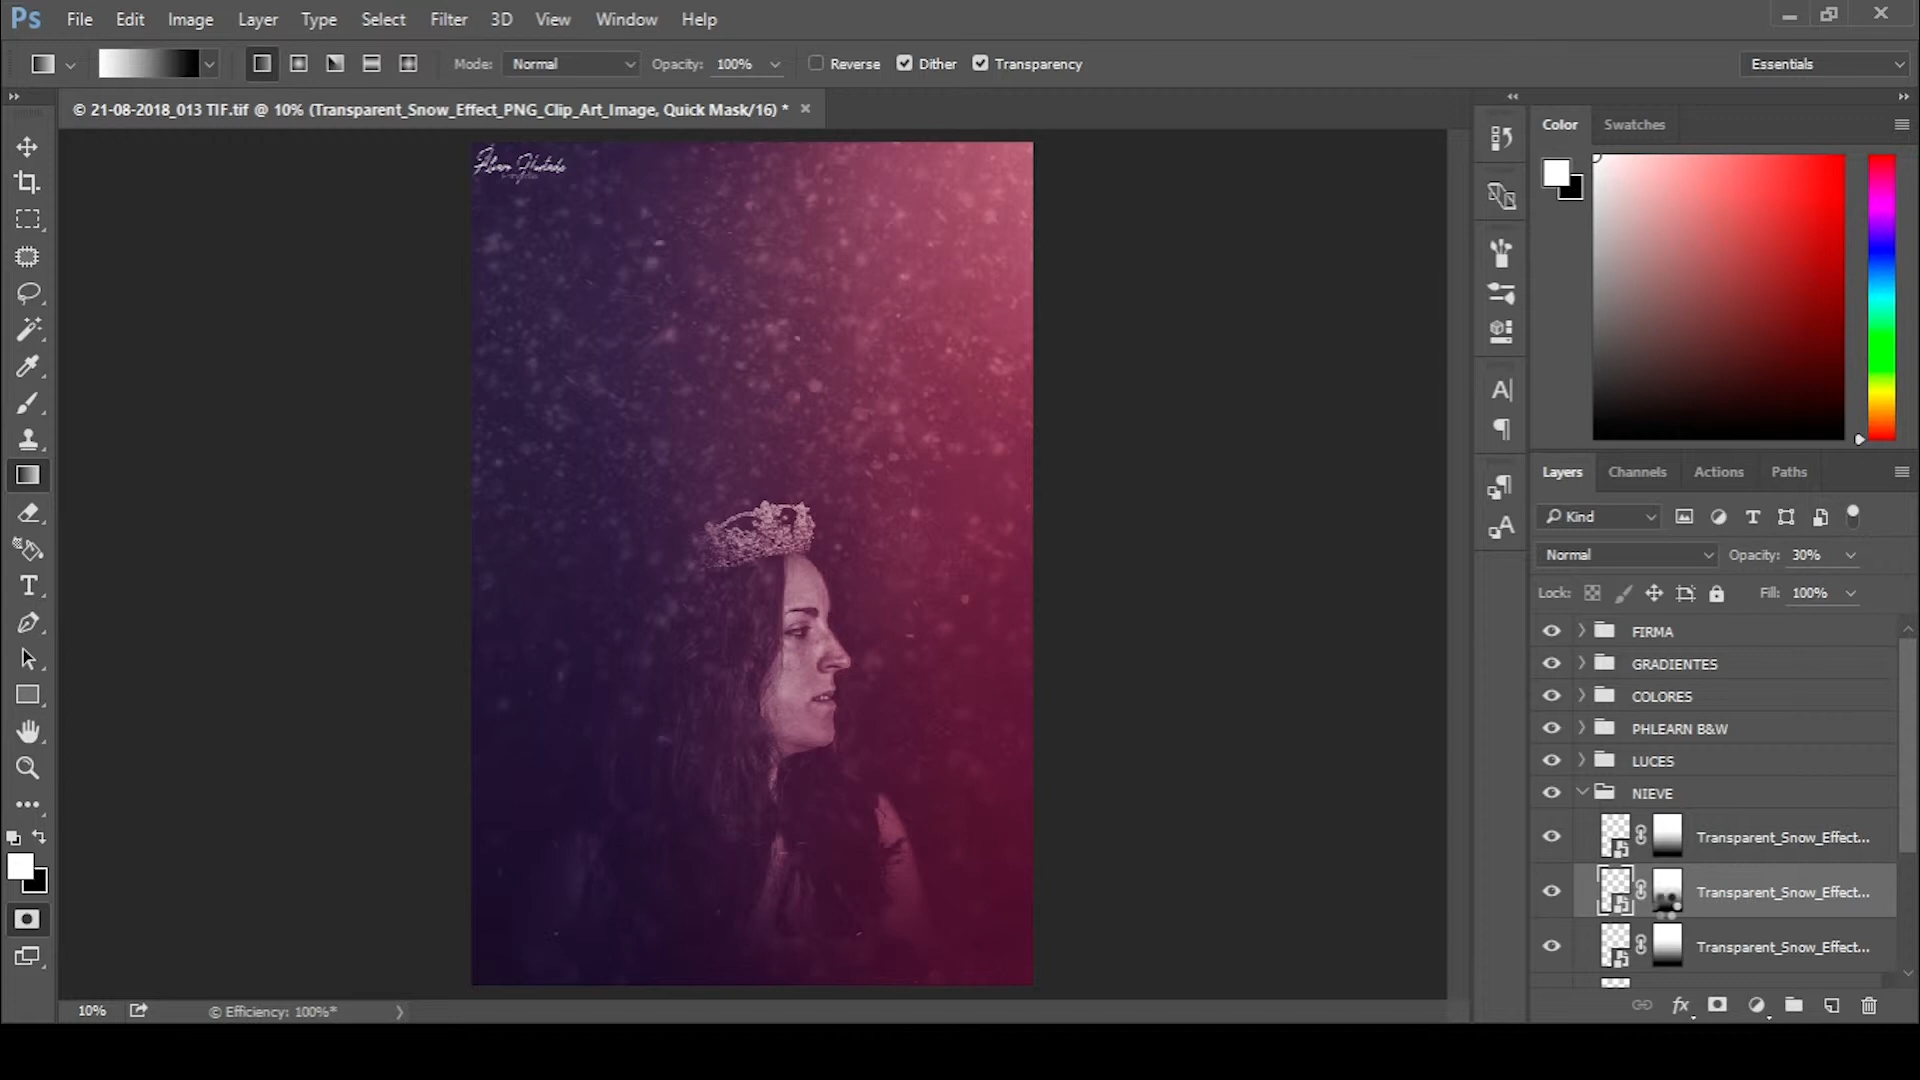 Ps File Edit Image Layer Type Select Filter 3D View Window Help
Mode: Normal Opacity: 100% Reverse Dither Transparency Essentials
© 21-08-2018_013 TIF.tif @ 10% (Transparent_Snow_Effect_PNG_Clip_Art_Image, Quick Mask/16) * ×
Color Swatches
Layers Channels Actions Paths
Kind
Normal Opacity: 30%
Lock: Fill: 100%
FIRMA
GRADIENTES
COLORES
PHLEARN B&W
LUCES
NIEVE
Transparent_Snow_Effect...
Transparent_Snow_Effect...
Transparent_Snow_Effect...
10% © Efficiency: 100%*